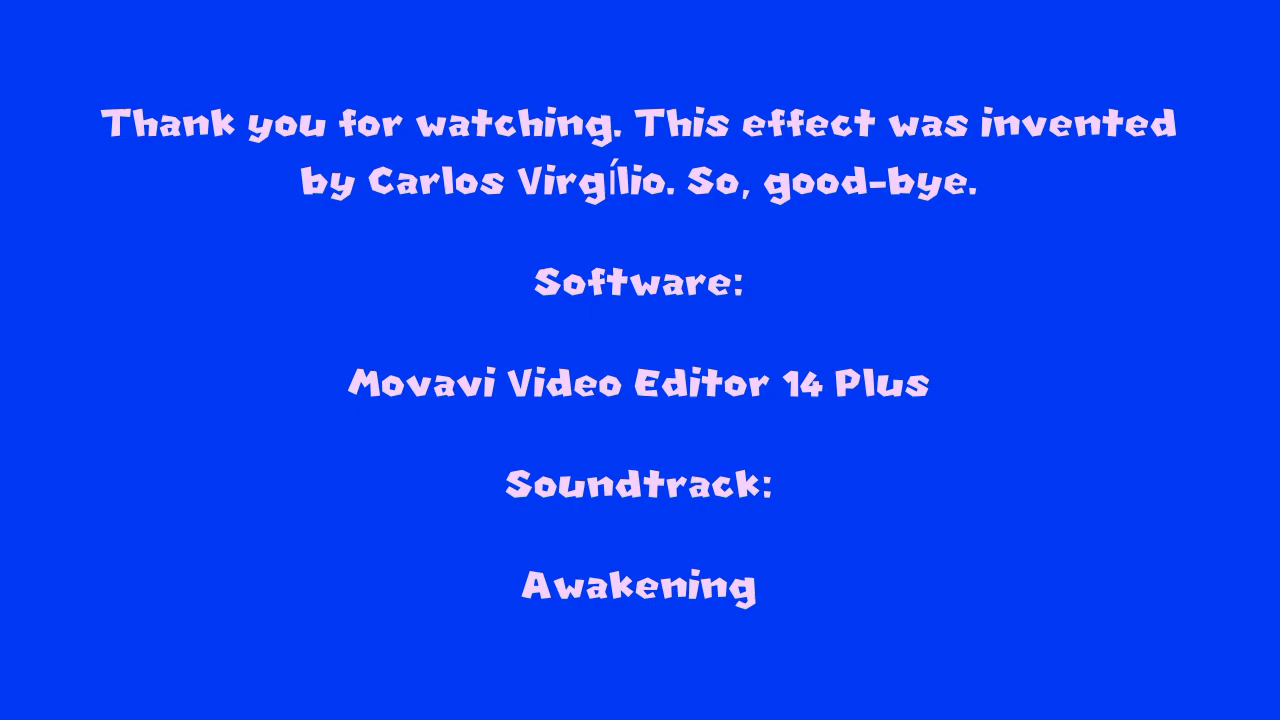 Thank you for watching. This effect was invented
by Carlos Virgílio. So, good-bye.
Software:
Movavi Video Editor 14 Plus
Soundtrack:
Awakening